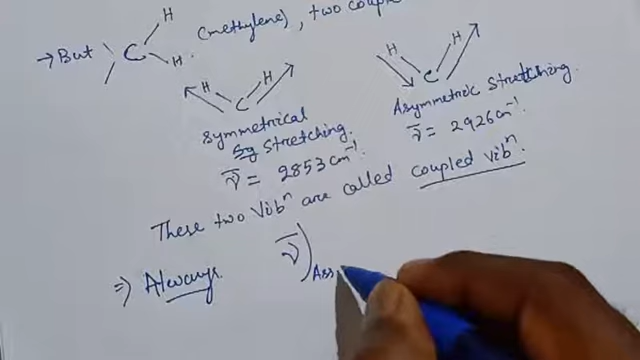 → But C H H (methylene), two coupl
H C H H C H
Symmetrical Asymmetric Stretching.
Sy Stretching. ν̅ = 2926 cm⁻¹.
ν̅ = 2853 cm⁻¹.
These two Vibⁿ are called coupled vibⁿ.
⇒ Always ν̅)Ass